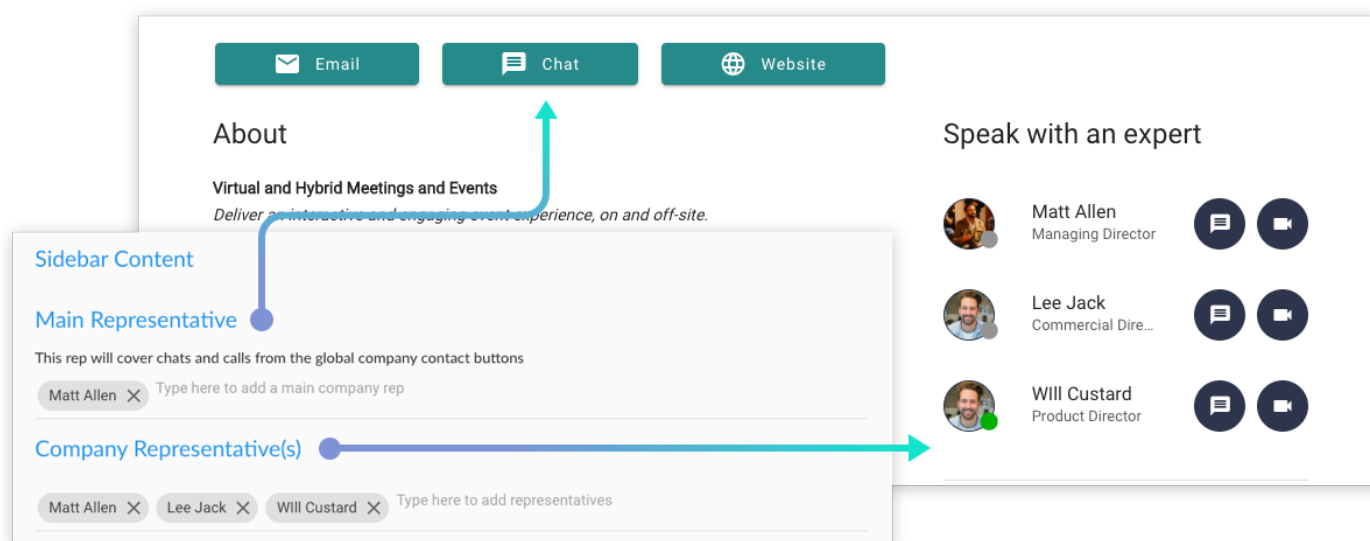 Email
Chat
Website
About
Speak with an expert
Virtual and Hybrid Meetings and Events
Deliver an interactive and engaging event experience, on and off-site.
Matt Allen
Managing Director
Lee Jack
Commercial Dire...
WIll Custard
Product Director
Sidebar Content
Main Representative
This rep will cover chats and calls from the global company contact buttons
Matt Allen
Type here to add a main company rep
Company Representative(s)
Matt Allen
Lee Jack
WIll Custard
Type here to add representatives